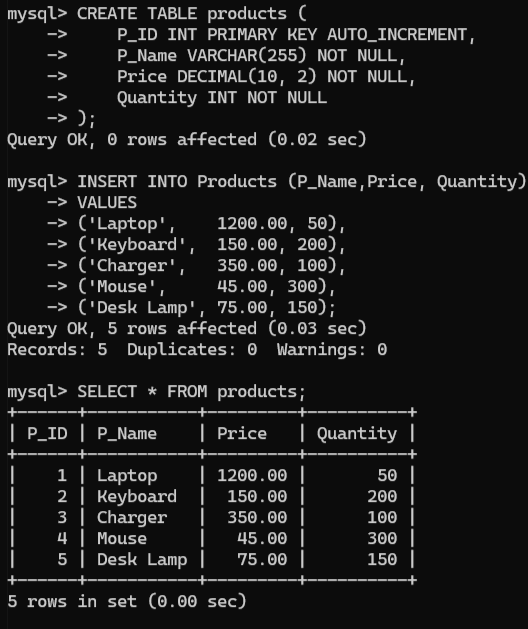 mysql> CREATE TABLE products (
    ->     P_ID INT PRIMARY KEY AUTO_INCREMENT,
    ->     P_Name VARCHAR(255) NOT NULL,
    ->     Price DECIMAL(10, 2) NOT NULL,
    ->     Quantity INT NOT NULL
    -> );
Query OK, 0 rows affected (0.02 sec)

mysql> INSERT INTO Products (P_Name,Price, Quantity)
    -> VALUES
    -> ('Laptop',    1200.00, 50),
    -> ('Keyboard',  150.00, 200),
    -> ('Charger',   350.00, 100),
    -> ('Mouse',     45.00, 300),
    -> ('Desk Lamp', 75.00, 150);
Query OK, 5 rows affected (0.03 sec)
Records: 5  Duplicates: 0  Warnings: 0

mysql> SELECT * FROM products;
+------+-----------+---------+----------+
| P_ID | P_Name    | Price   | Quantity |
+------+-----------+---------+----------+
|    1 | Laptop    | 1200.00 |       50 |
|    2 | Keyboard  |  150.00 |      200 |
|    3 | Charger   |  350.00 |      100 |
|    4 | Mouse     |   45.00 |      300 |
|    5 | Desk Lamp |   75.00 |      150 |
+------+-----------+---------+----------+
5 rows in set (0.00 sec)